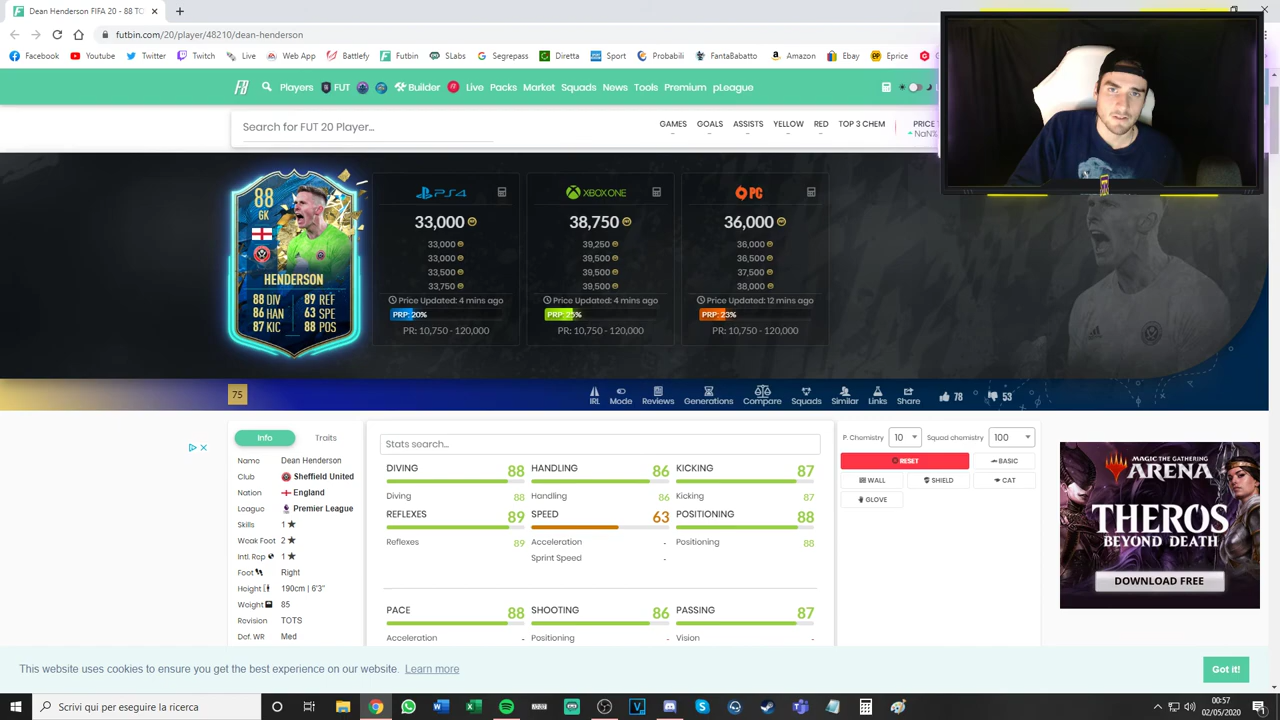 Dean Henderson FIFA 20 - 88 TO
futbin.com/20/player/48210/dean-henderson
Facebook Youtube Twitter Twitch Live Web App Battlefy Futbin SLabs Segrepass Diretta Sport Probabili FantaBabatto Amazon Ebay Eprice
Players FUT Builder Live Packs Market Squads News Tools Premium pLeague
Search for FUT 20 Player...
GAMES GOALS ASSISTS YELLOW RED TOP 3 CHEM PRICE
- - - - - - NaN%
88
GK
HENDERSON
88 DIV 89 REF
86 HAN 63 SPE
87 KIC 88 POS
PS4
33,000
33,000
33,000
33,500
33,750
Price Updated: 4 mins ago
PRP: 20%
PR: 10,750 - 120,000
XBOX ONE
38,750
39,250
39,500
39,500
39,500
Price Updated: 4 mins ago
PRP: 25%
PR: 10,750 - 120,000
PC
36,000
36,000
36,500
37,500
38,000
Price Updated: 12 mins ago
PRP: 23%
PR: 10,750 - 120,000
75
IRL Mode Reviews Generations Compare Squads Similar Links Share 78 53
Info Traits
Name Dean Henderson
Club Sheffield United
Nation England
League Premier League
Skills 1
Weak Foot 2
Intl. Rep 1
Foot Right
Height 190cm | 6'3"
Weight 85
Revision TOTS
Def. WR Med
Stats search...
DIVING 88 HANDLING 86 KICKING 87
Diving 88 Handling 86 Kicking 87
REFLEXES 89 SPEED 63 POSITIONING 88
Reflexes 89 Acceleration - Positioning 88
Sprint Speed -
PACE 88 SHOOTING 86 PASSING 87
Acceleration - Positioning - Vision -
P. Chemistry 10 Squad chemistry 100
RESET BASIC
WALL SHIELD CAT
GLOVE
MAGIC THE GATHERING
ARENA
THEROS
BEYOND DEATH
DOWNLOAD FREE
This website uses cookies to ensure you get the best experience on our website. Learn more
Got it!
Scrivi qui per eseguire la ricerca
00:57
02/05/2020